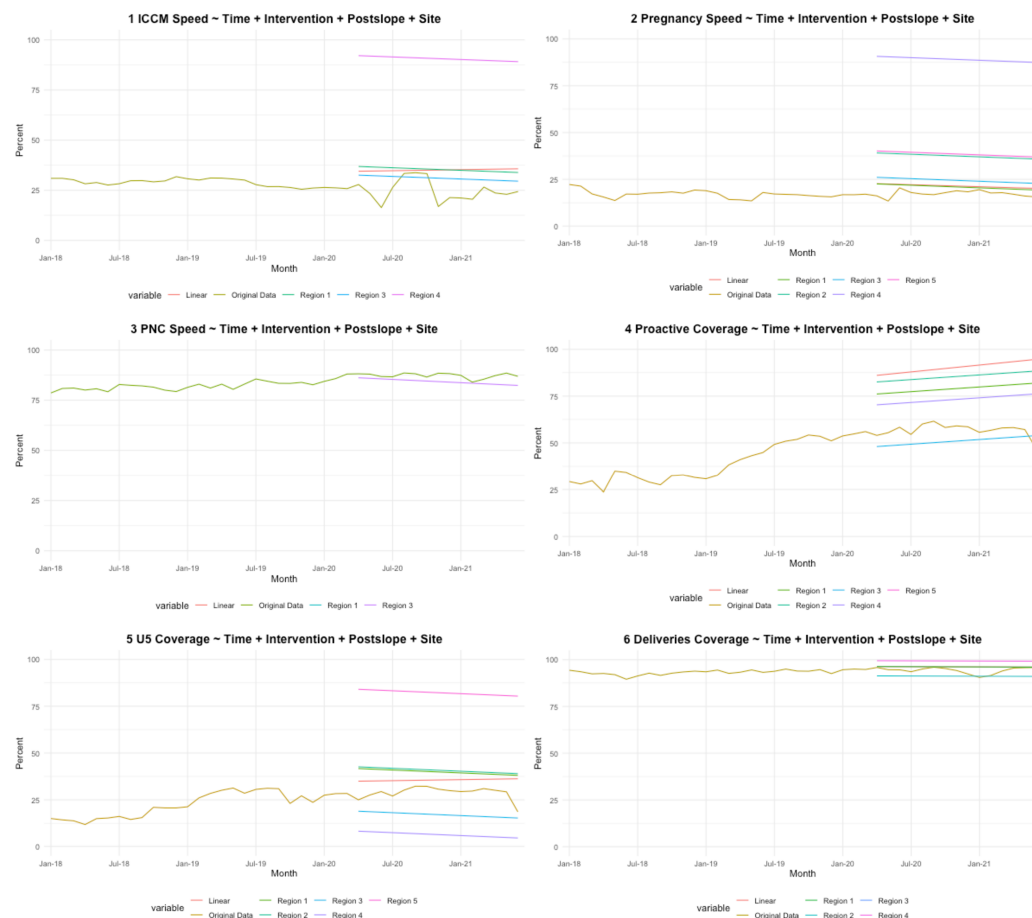 1 ICCM Speed ~ Time + Intervention + Postslope + Site
100
75
50
25
0
Percent
Jan-18 Jul-18 Jan-19 Jul-19 Jan-20 Jul-20 Jan-21
Month
variable Linear Original Data Region 1 Region 3 Region 4
2 Pregnancy Speed ~ Time + Intervention + Postslope + Site
100
75
50
25
0
Percent
Jan-18 Jul-18 Jan-19 Jul-19 Jan-20 Jul-20 Jan-21
Month
variable
Linear Region 1 Region 3 Region 5
Original Data Region 2 Region 4
3 PNC Speed ~ Time + Intervention + Postslope + Site
100
75
50
25
0
Percent
Jan-18 Jul-18 Jan-19 Jul-19 Jan-20 Jul-20 Jan-21
Month
variable Linear Original Data Region 1 Region 3
4 Proactive Coverage ~ Time + Intervention + Postslope + Site
100
75
50
25
0
Percent
Jan-18 Jul-18 Jan-19 Jul-19 Jan-20 Jul-20 Jan-21
Month
variable
Linear Region 1 Region 3 Region 5
Original Data Region 2 Region 4
5 U5 Coverage ~ Time + Intervention + Postslope + Site
100
75
50
25
0
Percent
Jan-18 Jul-18 Jan-19 Jul-19 Jan-20 Jul-20 Jan-21
Month
variable
Linear Region 1 Region 3 Region 5
Original Data Region 2 Region 4
6 Deliveries Coverage ~ Time + Intervention + Postslope + Site
100
75
50
25
0
Percent
Jan-18 Jul-18 Jan-19 Jul-19 Jan-20 Jul-20 Jan-21
Month
variable
Linear Region 1 Region 3
Original Data Region 2 Region 4